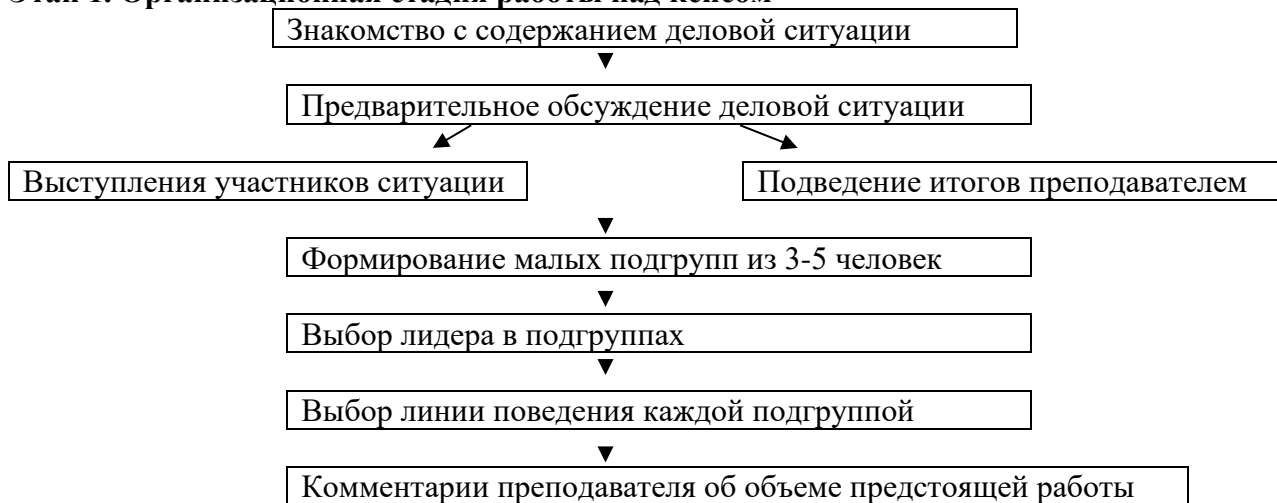 Этап 1. Организационная стадия работы над кейсом
Знакомство с содержанием деловой ситуации
Предварительное обсуждение деловой ситуации
Выступления участников ситуации
Подведение итогов преподавателем
Формирование малых подгрупп из 3-5 человек
Выбор лидера в подгруппах
Выбор линии поведения каждой подгруппой
Комментарии преподавателя об объеме предстоящей работы